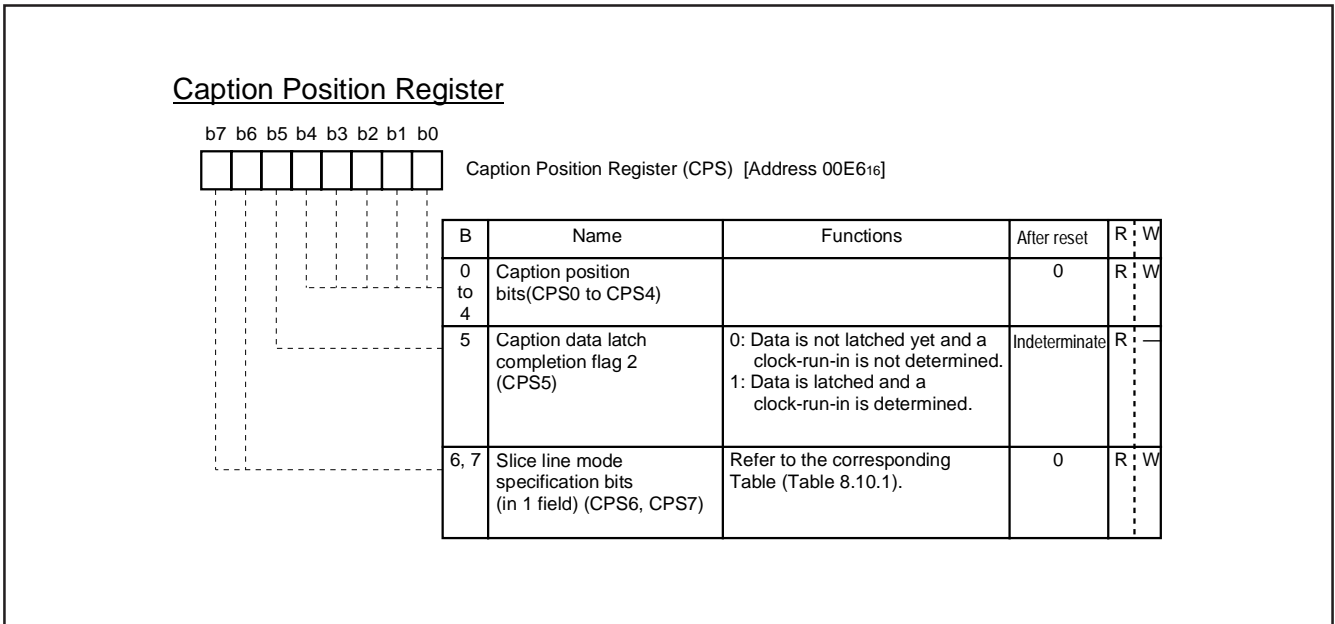 Caption Position Register
b7 b6 b5 b4 b3 b2 b1 b0
Caption Position Register (CPS) [Address 00E616]
B Name Functions After reset R W
0 to 4 Caption position bits(CPS0 to CPS4) 0 R W
5 Caption data latch completion flag 2 (CPS5) 0: Data is not latched yet and a clock-run-in is not determined. 1: Data is latched and a clock-run-in is determined. Indeterminate R —
6, 7 Slice line mode specification bits (in 1 field) (CPS6, CPS7) Refer to the corresponding Table (Table 8.10.1). 0 R W